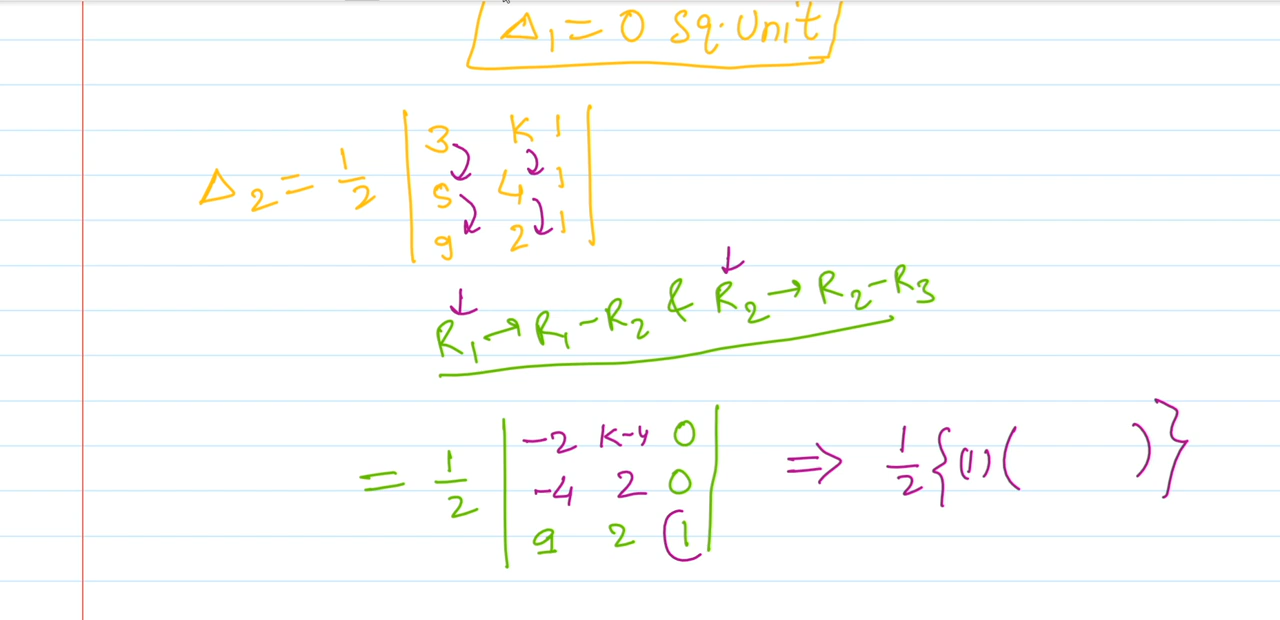 Δ₁ = 0 sq. unit
Δ₂ = 1/2 | 3 K 1 |
| 5 4 1 |
| 9 2 1 |
R₁ → R₁ - R₂ & R₂ → R₂ - R₃
= 1/2 | -2 K-4 0 | ⇒ 1/2 { (1) ( ) }
| -4 2 0 |
| 9 2 1 |